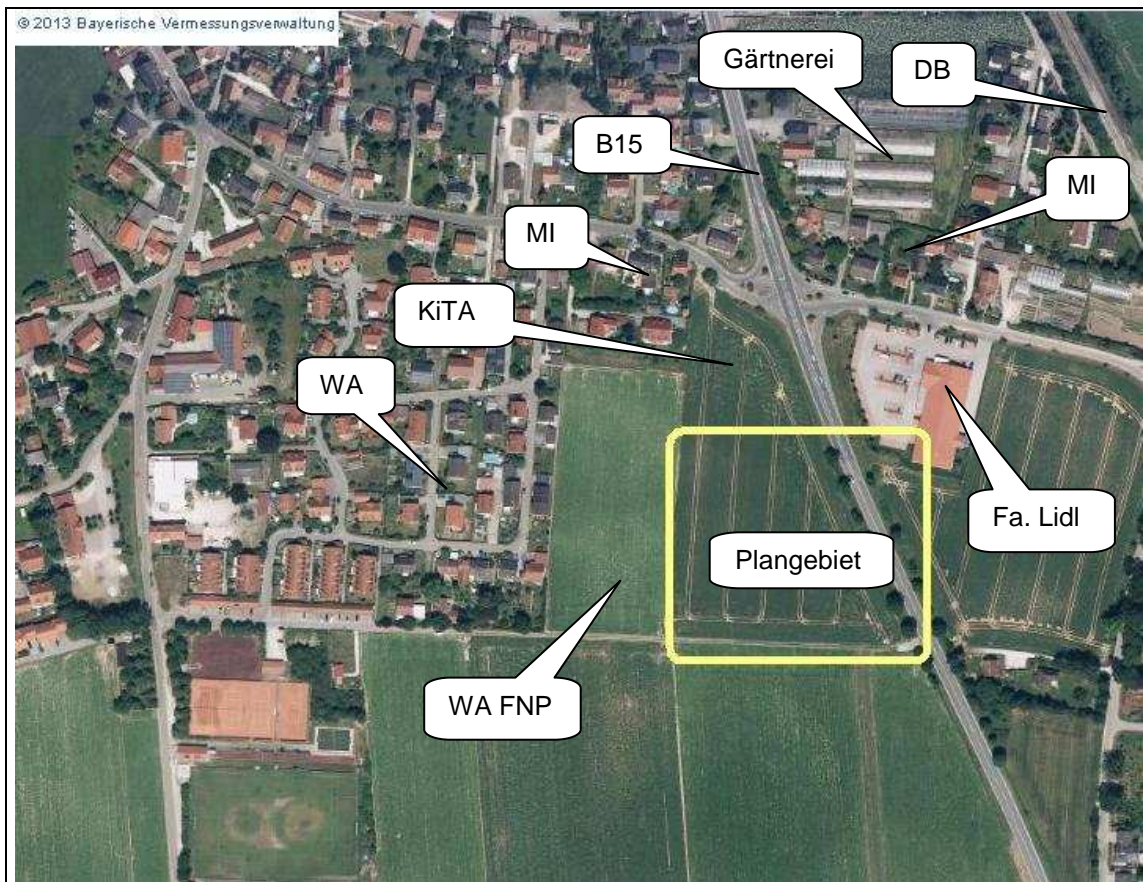 © 2013 Bayerische Vermessungsverwaltung
Gärtnerei
DB
B15
MI
MI
KiTA
WA
Fa. Lidl
Plangebiet
WA FNP